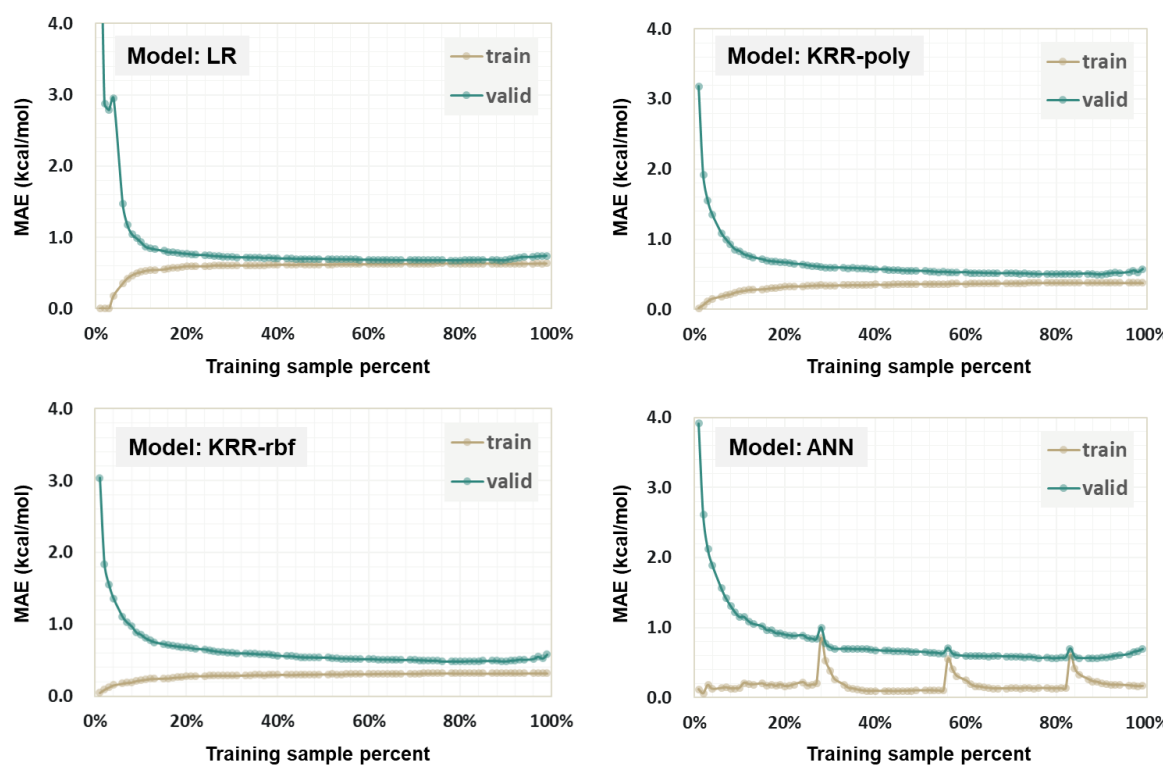 Model: LR
train
valid
MAE (kcal/mol)
4.0
3.0
2.0
1.0
0.0
0%
20%
40%
60%
80%
100%
Training sample percent
Model: KRR-poly
train
valid
MAE (kcal/mol)
4.0
3.0
2.0
1.0
0.0
0%
20%
40%
60%
80%
100%
Training sample percent
Model: KRR-rbf
train
valid
MAE (kcal/mol)
4.0
3.0
2.0
1.0
0.0
0%
20%
40%
60%
80%
100%
Training sample percent
Model: ANN
train
valid
MAE (kcal/mol)
4.0
3.0
2.0
1.0
0.0
0%
20%
40%
60%
80%
100%
Training sample percent